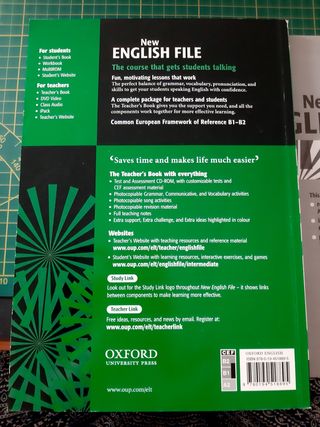 New
ENGLISH FILE
The course that gets students talking
For students
• Student's Book
• Workbook
• MultiROM
• Student's Website
For teachers
• Teacher's Book
• DVD Video
• Class Audio
• iPack
• Teacher's Website
Fun, motivating lessons that work
The perfect balance of grammar, vocabulary, pronunciation, and
skills to get your students speaking English with confidence.
A complete package for teachers and students
The Teacher's Book gives you the support you need, and all the
components work together for more effective learning.
Common European Framework of Reference B1–B2
‘Saves time and makes life much easier’
The Teacher's Book with everything
• Test and Assessment CD-ROM, with customizable tests and
CEF assessment material
• Photocopiable Grammar, Communicative, and Vocabulary activities
• Photocopiable song activities
• Photocopiable revision material
• Full teaching notes
• Extra support, Extra challenge, and Extra ideas highlighted in colour
Websites
• Teacher's Website with teaching resources and reference material
www.oup.com/elt/teacher/englishfile
• Student's Website with learning resources, interactive exercises, and games
www.oup.com/elt/englishfile/intermediate
Study Link
Look out for the Study Link logo throughout New English File – it shows links
between components to make learning more effective.
Teacher Link
Free ideas, resources, and news by email. Register at:
www.oup.com/elt/teacherlink
OXFORD
UNIVERSITY PRESS
www.oup.com/elt
CEF
B2
B1
A2
OXFORD ENGLISH